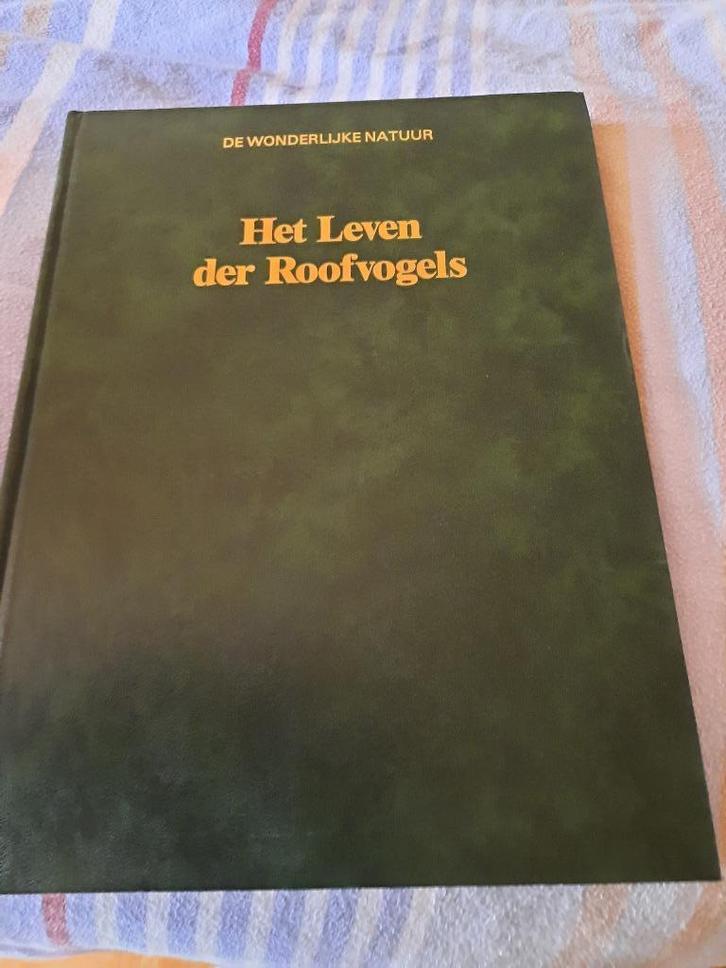 DE WONDERLIJKE NATUUR
Het Leven
der Roofvogels